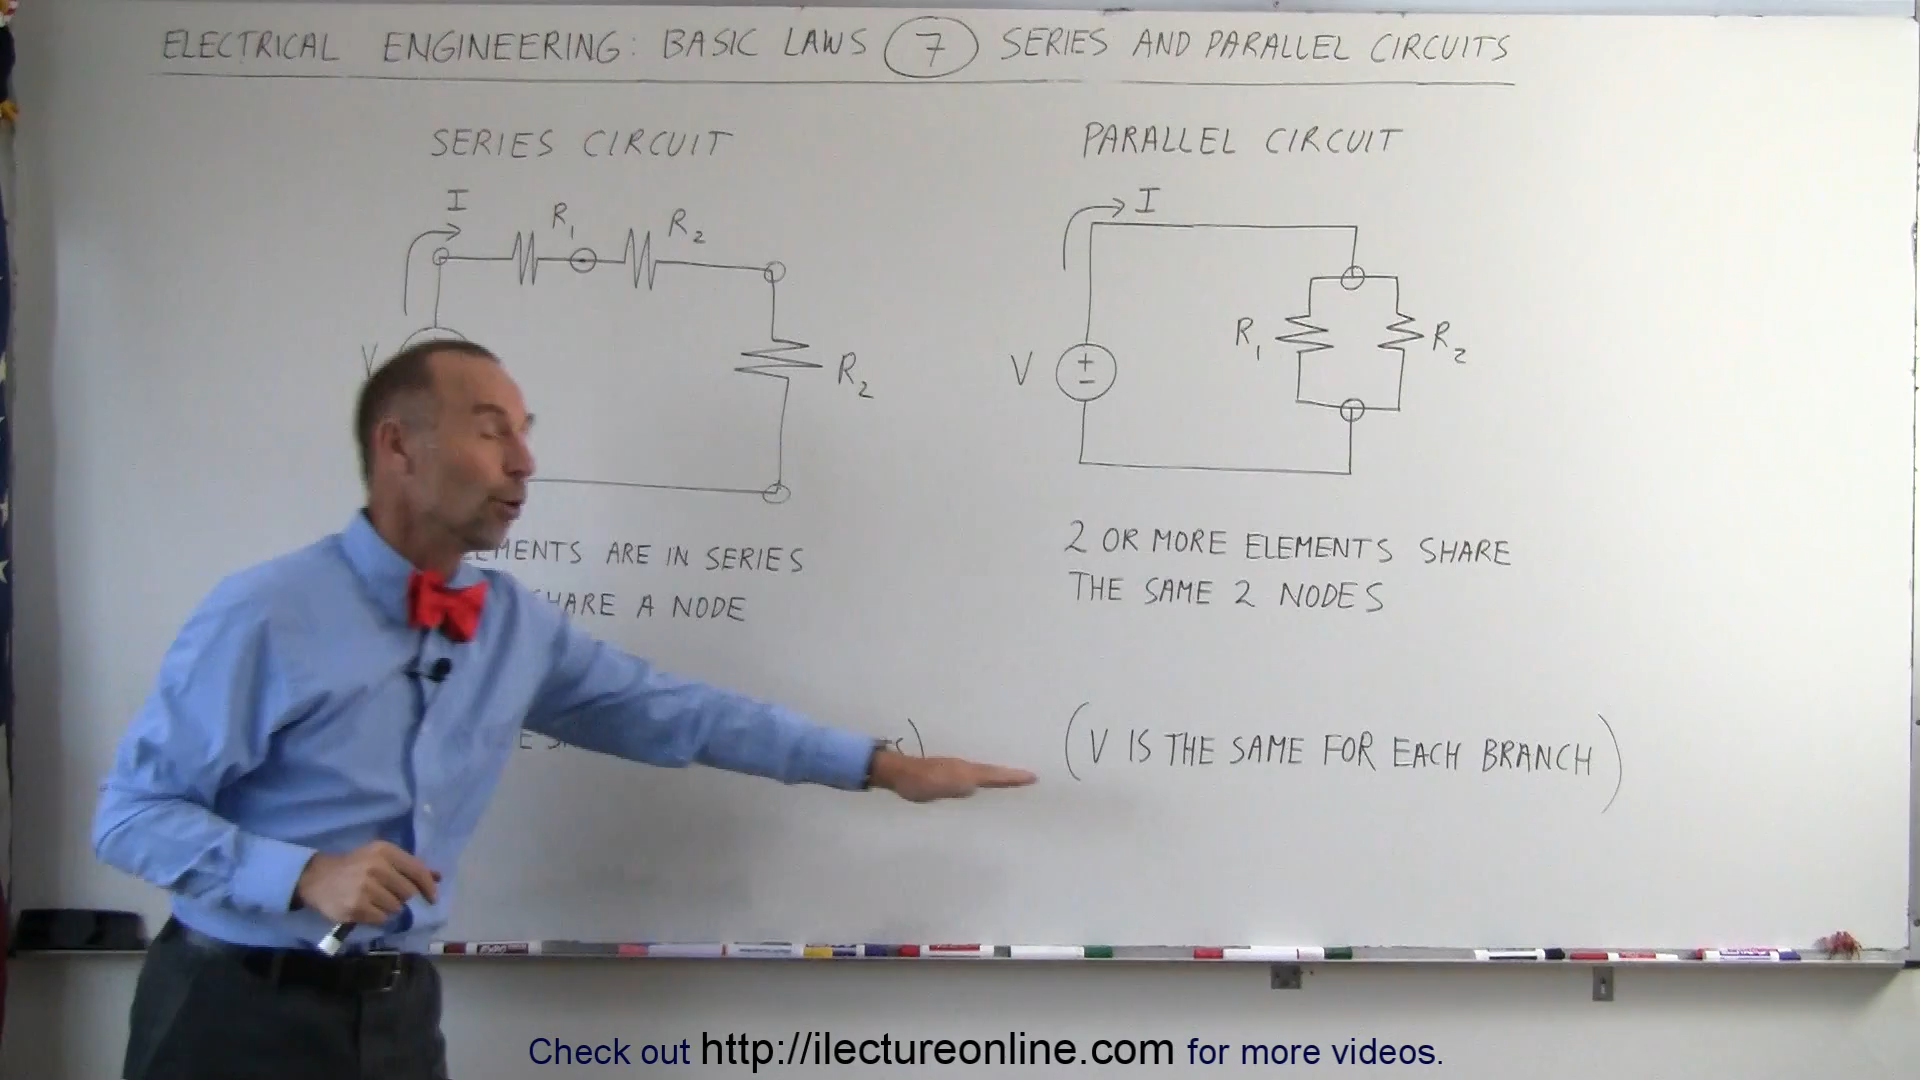 ELECTRICAL ENGINEERING: BASIC LAWS 7 SERIES AND PARALLEL CIRCUITS
SERIES CIRCUIT
I
R1
R2
V
R2
ARE IN SERIES
A NODE
PARALLEL CIRCUIT
I
V
+
−
R1
R2
2 OR MORE ELEMENTS SHARE
THE SAME 2 NODES
(V IS THE SAME FOR EACH BRANCH)
Check out http://ilectureonline.com for more videos.